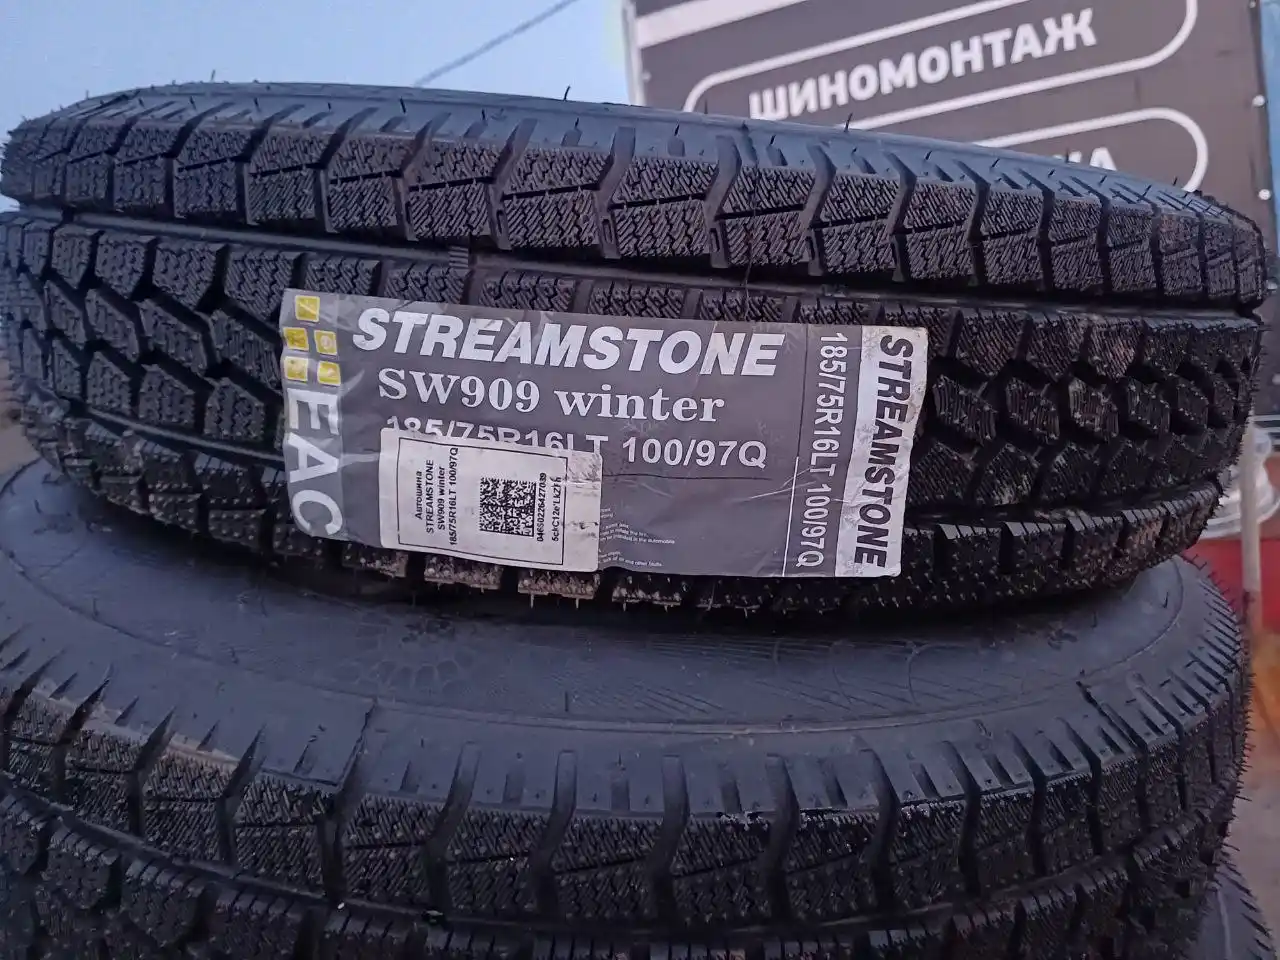 ШИНОМОНТАЖ
STREAMSTONE
SW909 winter
185/75R16LT 100/97Q
EAC
185/75R16LT 100/97Q
STREAMSTONE
Автошина
STREAMSTONE
SW909 winter
185/75R16LT 100/97Q